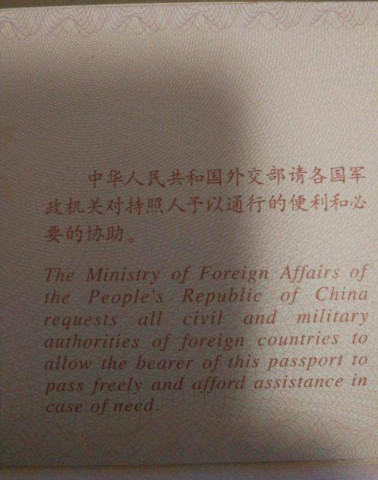 中华人民共和国外交部请各国军
政机关对持照人予以通行的便利和必
要的协助。
The Ministry of Foreign Affairs of
the People's Republic of China
requests all civil and military
authorities of foreign countries to
allow the bearer of this passport to
pass freely and afford assistance in
case of need.